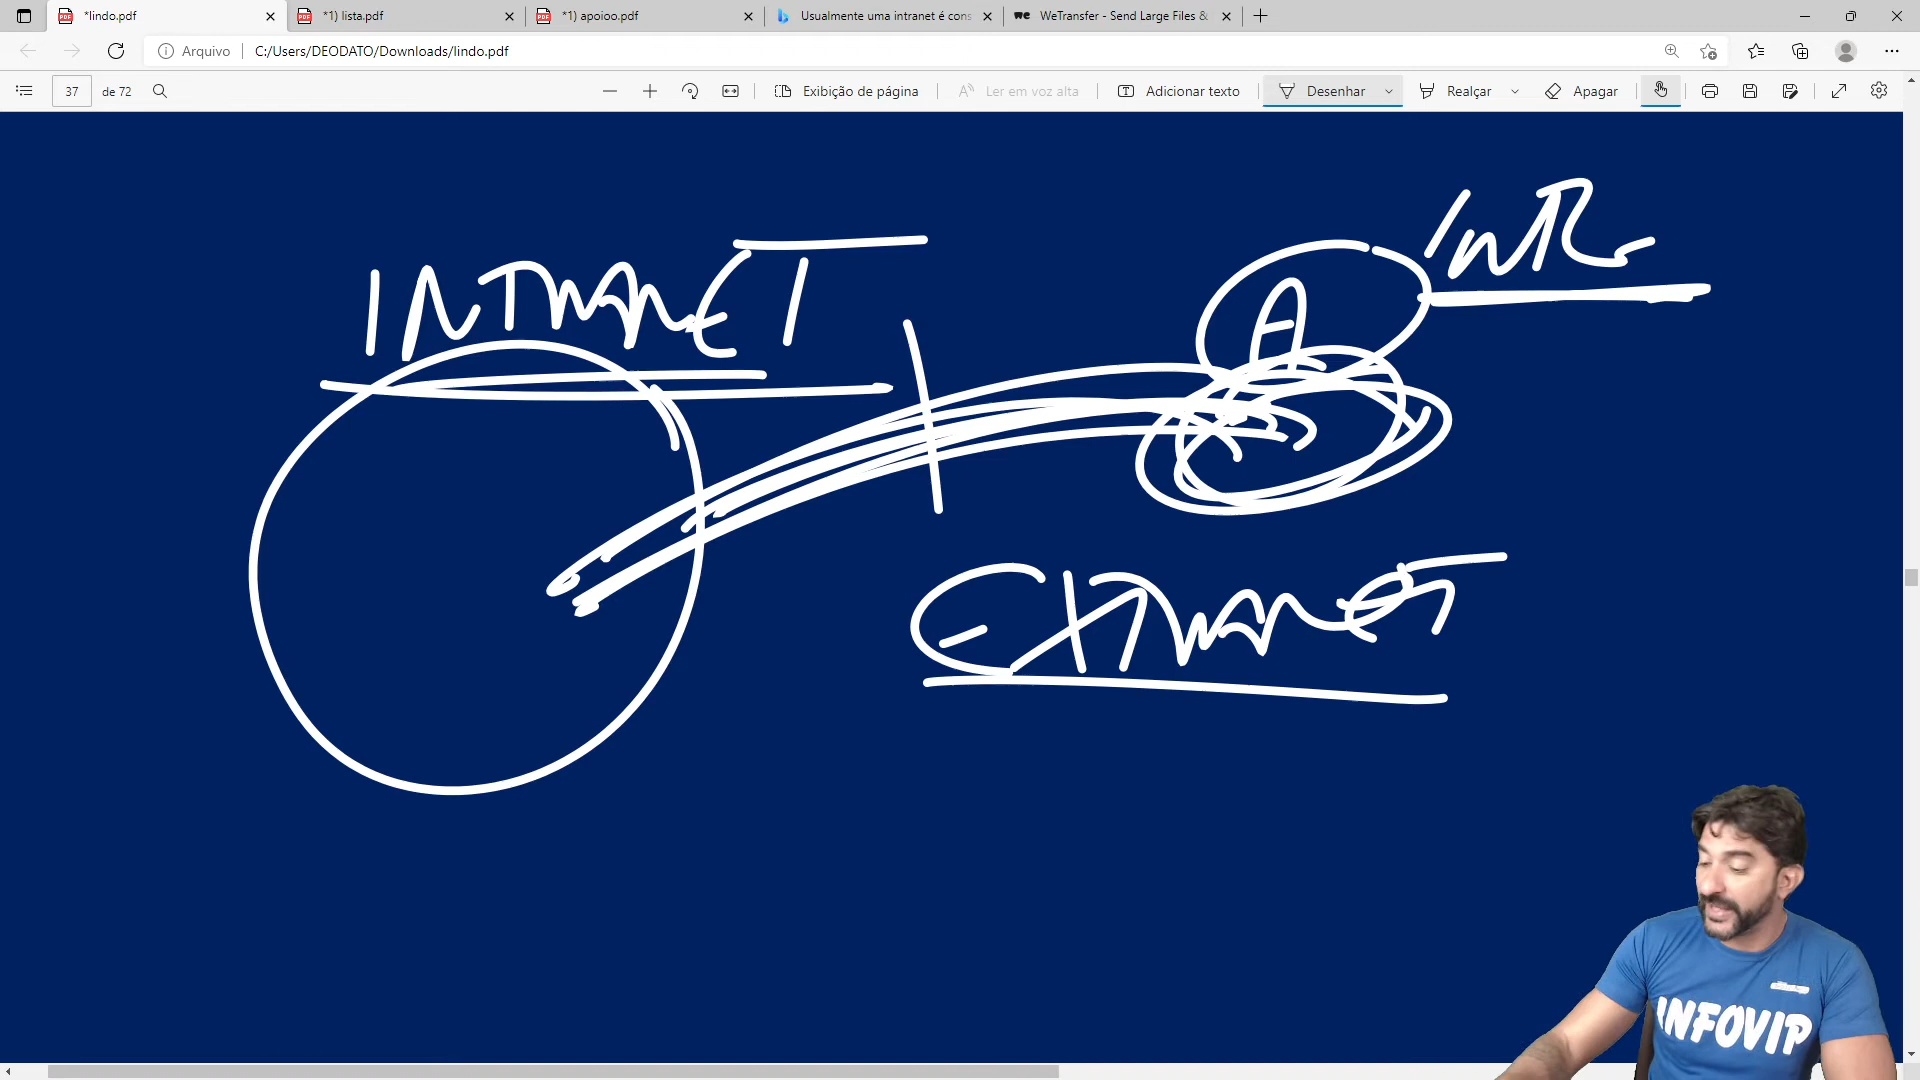 *lindo.pdf
*1) lista.pdf
*1) apoioo.pdf
Usualmente uma intranet é cons
WeTransfer - Send Large Files &
Arquivo
C:/Users/DEODATO/Downloads/lindo.pdf
37 de 72
Exibição de página
Ler em voz alta
Adicionar texto
Desenhar
Realçar
Apagar
INTRANET
A
INTRA
EXTRANET
INFOVIP